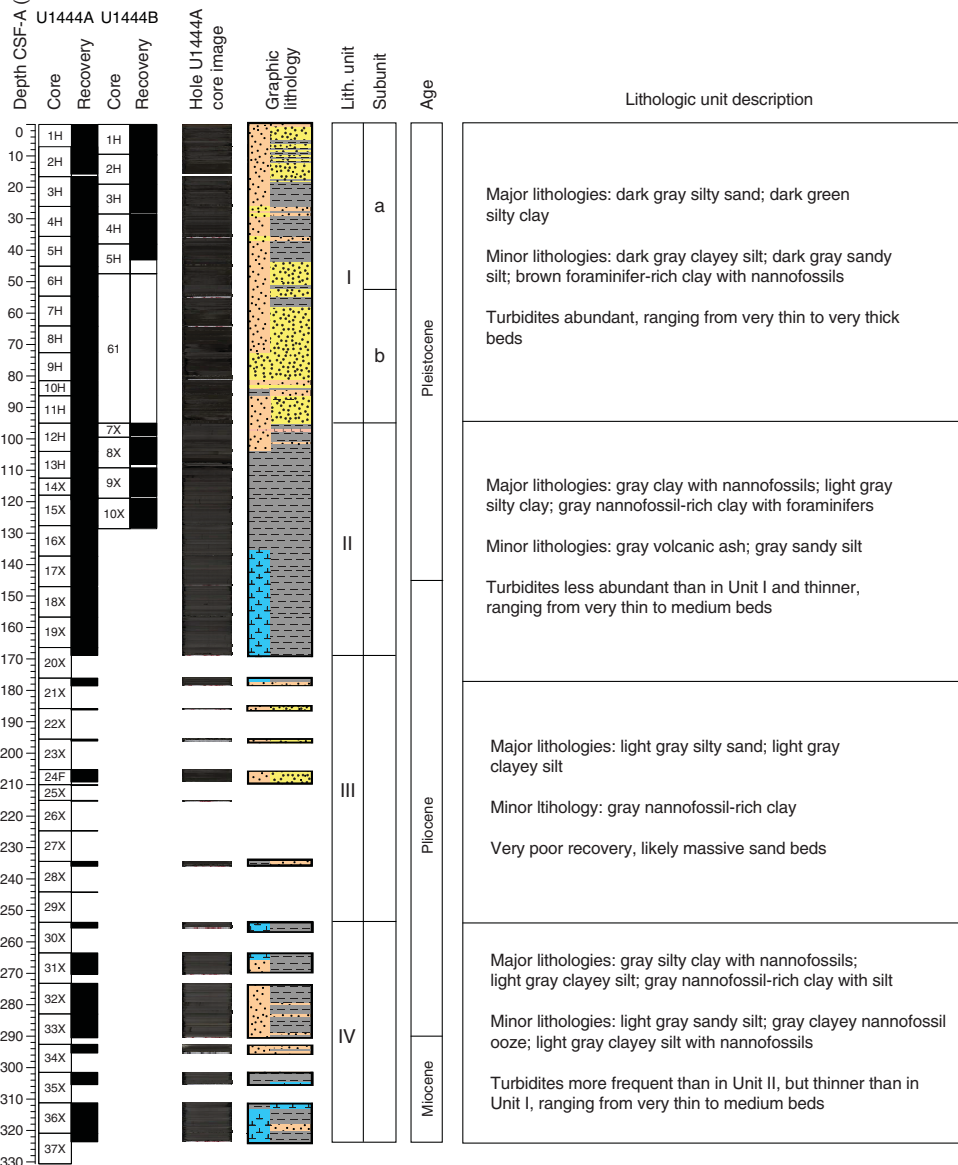 Depth CSF-A (
U1444A U1444B
Core
Recovery
Core
Recovery
Hole U1444A
core image
Graphic
lithology
Lith. unit
Subunit
Age
Lithologic unit description
0
10
20
30
40
50
60
70
80
90
100
110
120
130
140
150
160
170
180
190
200
210
220
230
240
250
260
270
280
290
300
310
320
330
1H
2H
3H
4H
5H
6H
7H
8H
9H
10H
11H
12H
13H
14X
15X
16X
17X
18X
19X
20X
21X
22X
23X
24F
25X
26X
27X
28X
29X
30X
31X
32X
33X
34X
35X
36X
37X
1H
2H
3H
4H
5H
61
7X
8X
9X
10X
I
II
III
IV
a
b
Pleistocene
Pliocene
Miocene
Major lithologies: dark gray silty sand; dark green
silty clay
Minor lithologies: dark gray clayey silt; dark gray sandy
silt; brown foraminifer-rich clay with nannofossils
Turbidites abundant, ranging from very thin to very thick
beds
Major lithologies: gray clay with nannofossils; light gray
silty clay; gray nannofossil-rich clay with foraminifers
Minor lithologies: gray volcanic ash; gray sandy silt
Turbidites less abundant than in Unit I and thinner,
ranging from very thin to medium beds
Major lithologies: light gray silty sand; light gray
clayey silt
Minor ltihology: gray nannofossil-rich clay
Very poor recovery, likely massive sand beds
Major lithologies: gray silty clay with nannofossils;
light gray clayey silt; gray nannofossil-rich clay with silt
Minor lithologies: light gray sandy silt; gray clayey nannofossil
ooze; light gray clayey silt with nannofossils
Turbidites more frequent than in Unit II, but thinner than in
Unit I, ranging from very thin to medium beds